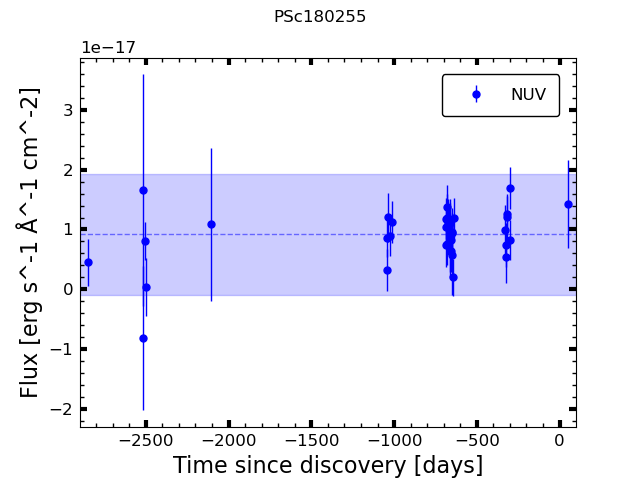 PSc180255
1e−17
Flux [erg s^-1 Å^-1 cm^-2]
3
2
1
0
−1
−2
NUV
−2500 −2000 −1500 −1000 −500 0
Time since discovery [days]